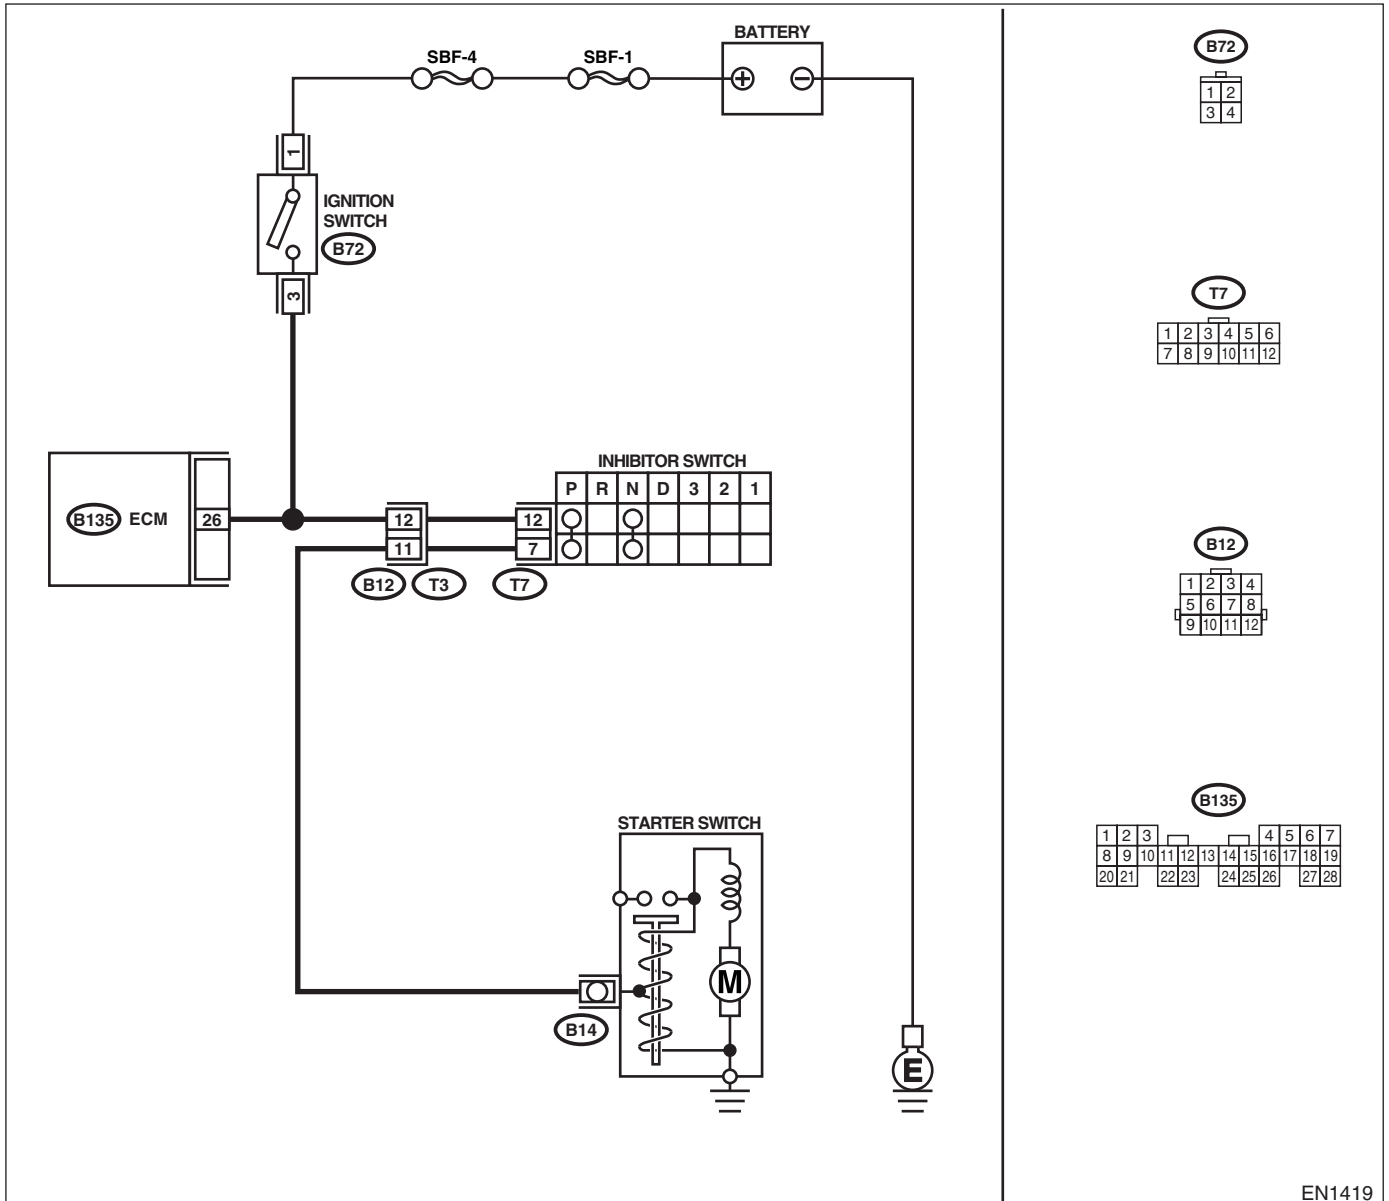 BATTERY
SBF-4 SBF-1
+ −
1
IGNITION
SWITCH
B72
3
INHIBITOR SWITCH
P R N D 3 2 1
B135 ECM 26 12 12
11 7
B12 T3 T7
STARTER SWITCH
M
B14
E
B72
1 2
3 4
T7
1 2 3 4 5 6
7 8 9 10 11 12
B12
1 2 3 4
5 6 7 8
9 10 11 12
B135
1 2 3 4 5 6 7
8 9 10 11 12 13 14 15 16 17 18 19
20 21 22 23 24 25 26 27 28
EN1419